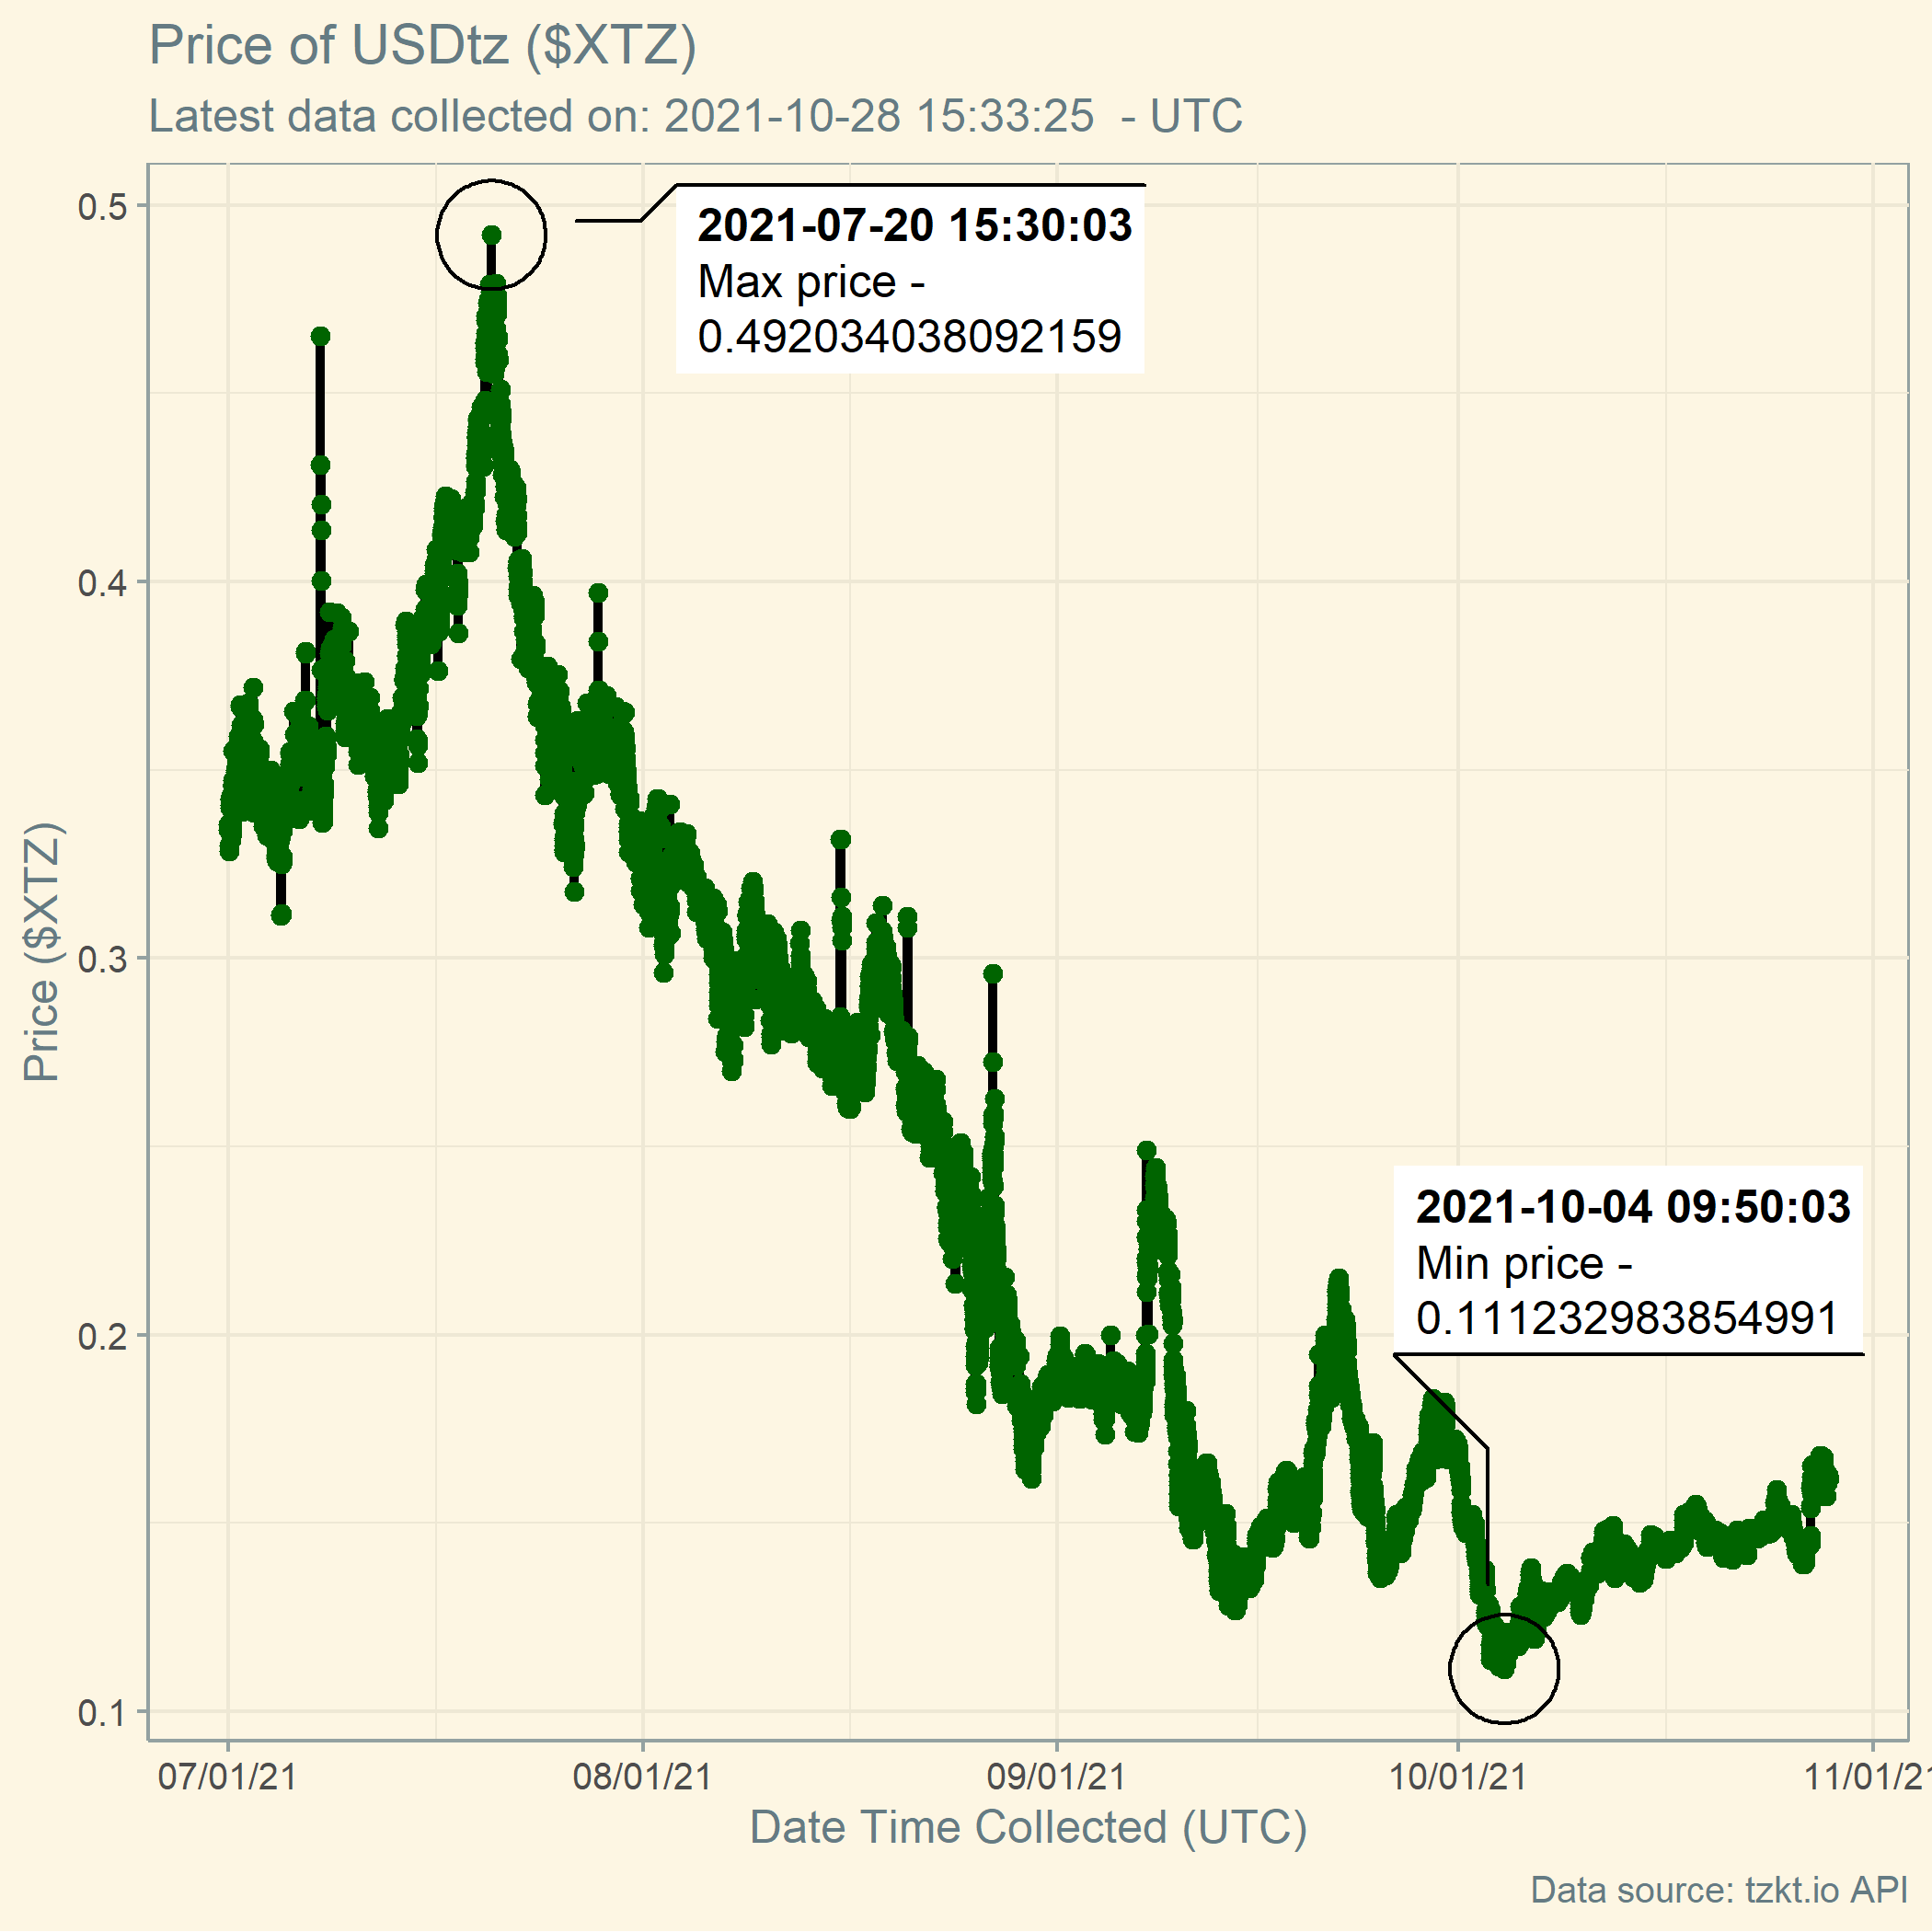 Price of USDtz ($XTZ)
Latest data collected on: 2021-10-28 15:33:25  - UTC
2021-07-20 15:30:03
Max price -
0.492034038092159
2021-10-04 09:50:03
Min price -
0.111232983854991
Price ($XTZ)
0.5
0.4
0.3
0.2
0.1
07/01/21
08/01/21
09/01/21
10/01/21
11/01/21
Date Time Collected (UTC)
Data source: tzkt.io API